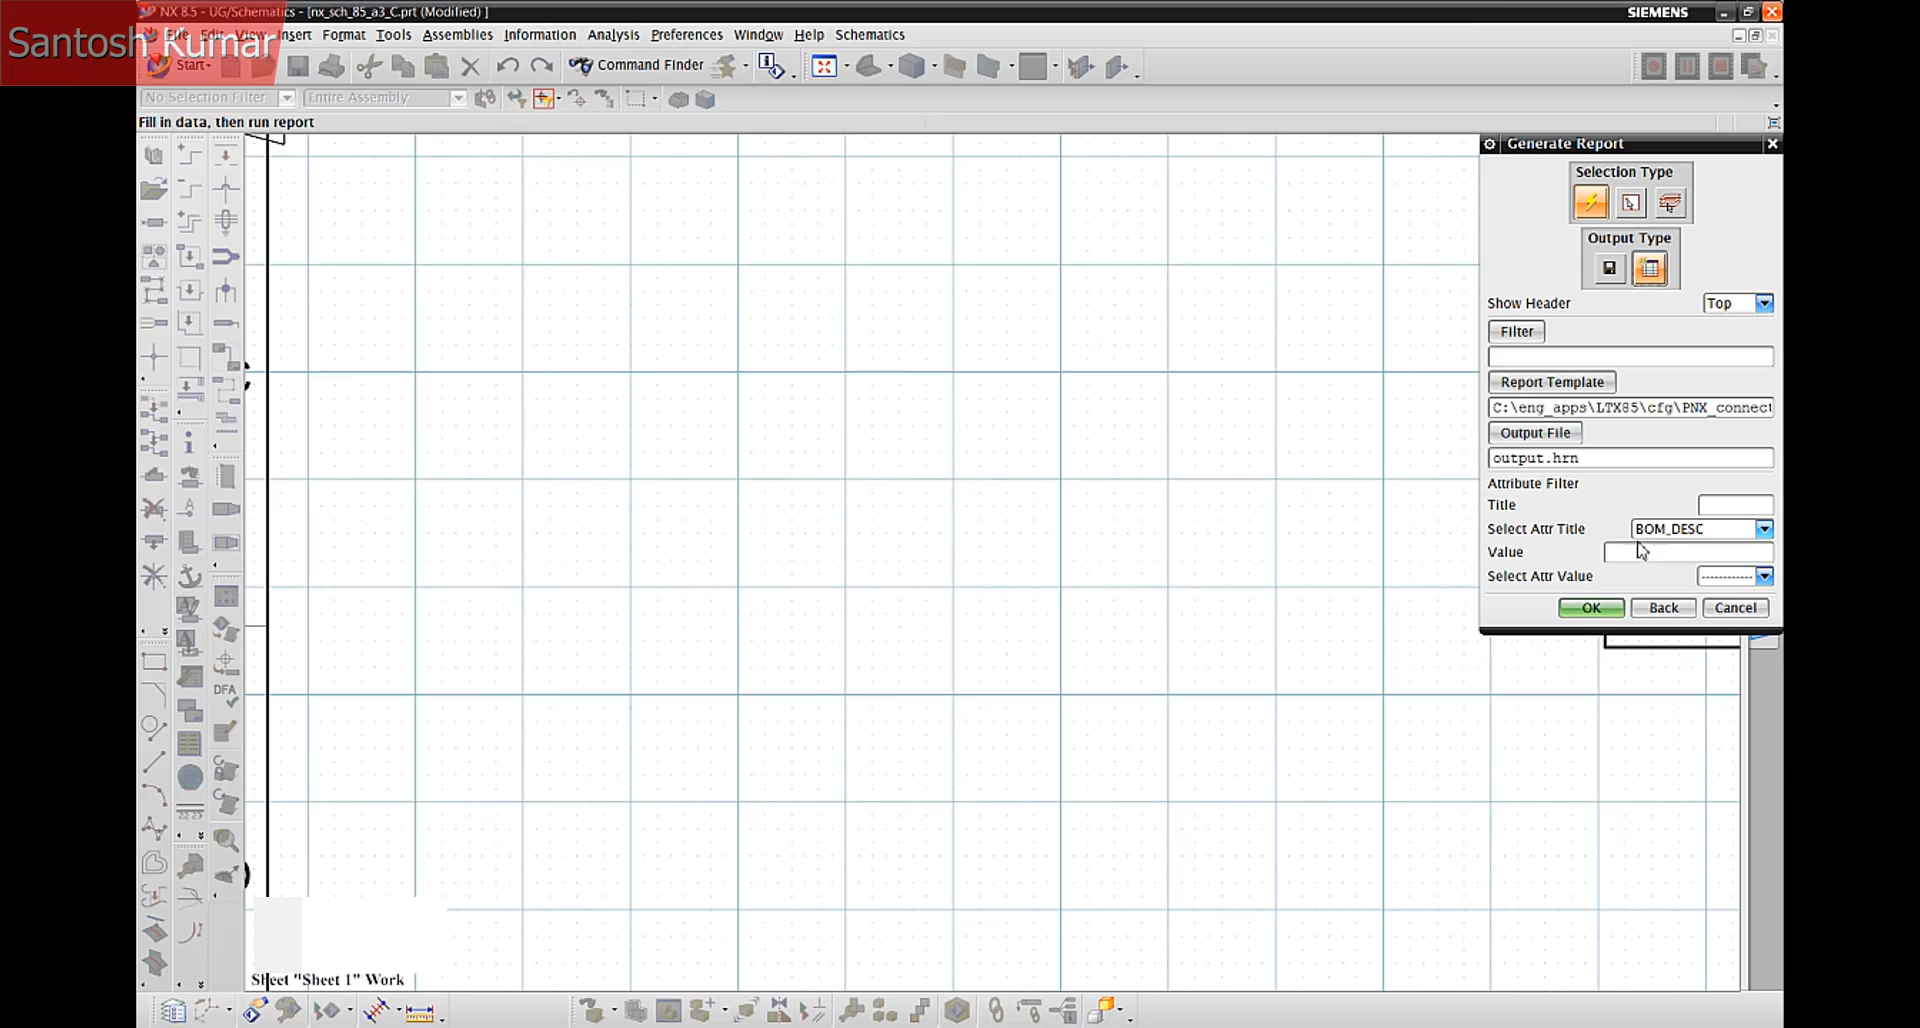 Santosh Kumar
NX 8.5 - UG/Schematics - [nx_sch_85_a3_C.prt (Modified) ]
SIEMENS
File Edit View Insert Format Tools Assemblies Information Analysis Preferences Window Help Schematics
Start
Command Finder
No Selection Filter
Entire Assembly
Fill in data, then run report
Generate Report
Selection Type
Output Type
Show Header
Top
Filter
Report Template
C:\eng_apps\LTX85\cfg\PNX_connect
Output File
output.hrn
Attribute Filter
Title
Select Attr Title
BOM_DESC
Value
Select Attr Value
------------
OK
Back
Cancel
DFA
22 23
Sheet "Sheet 1" Work